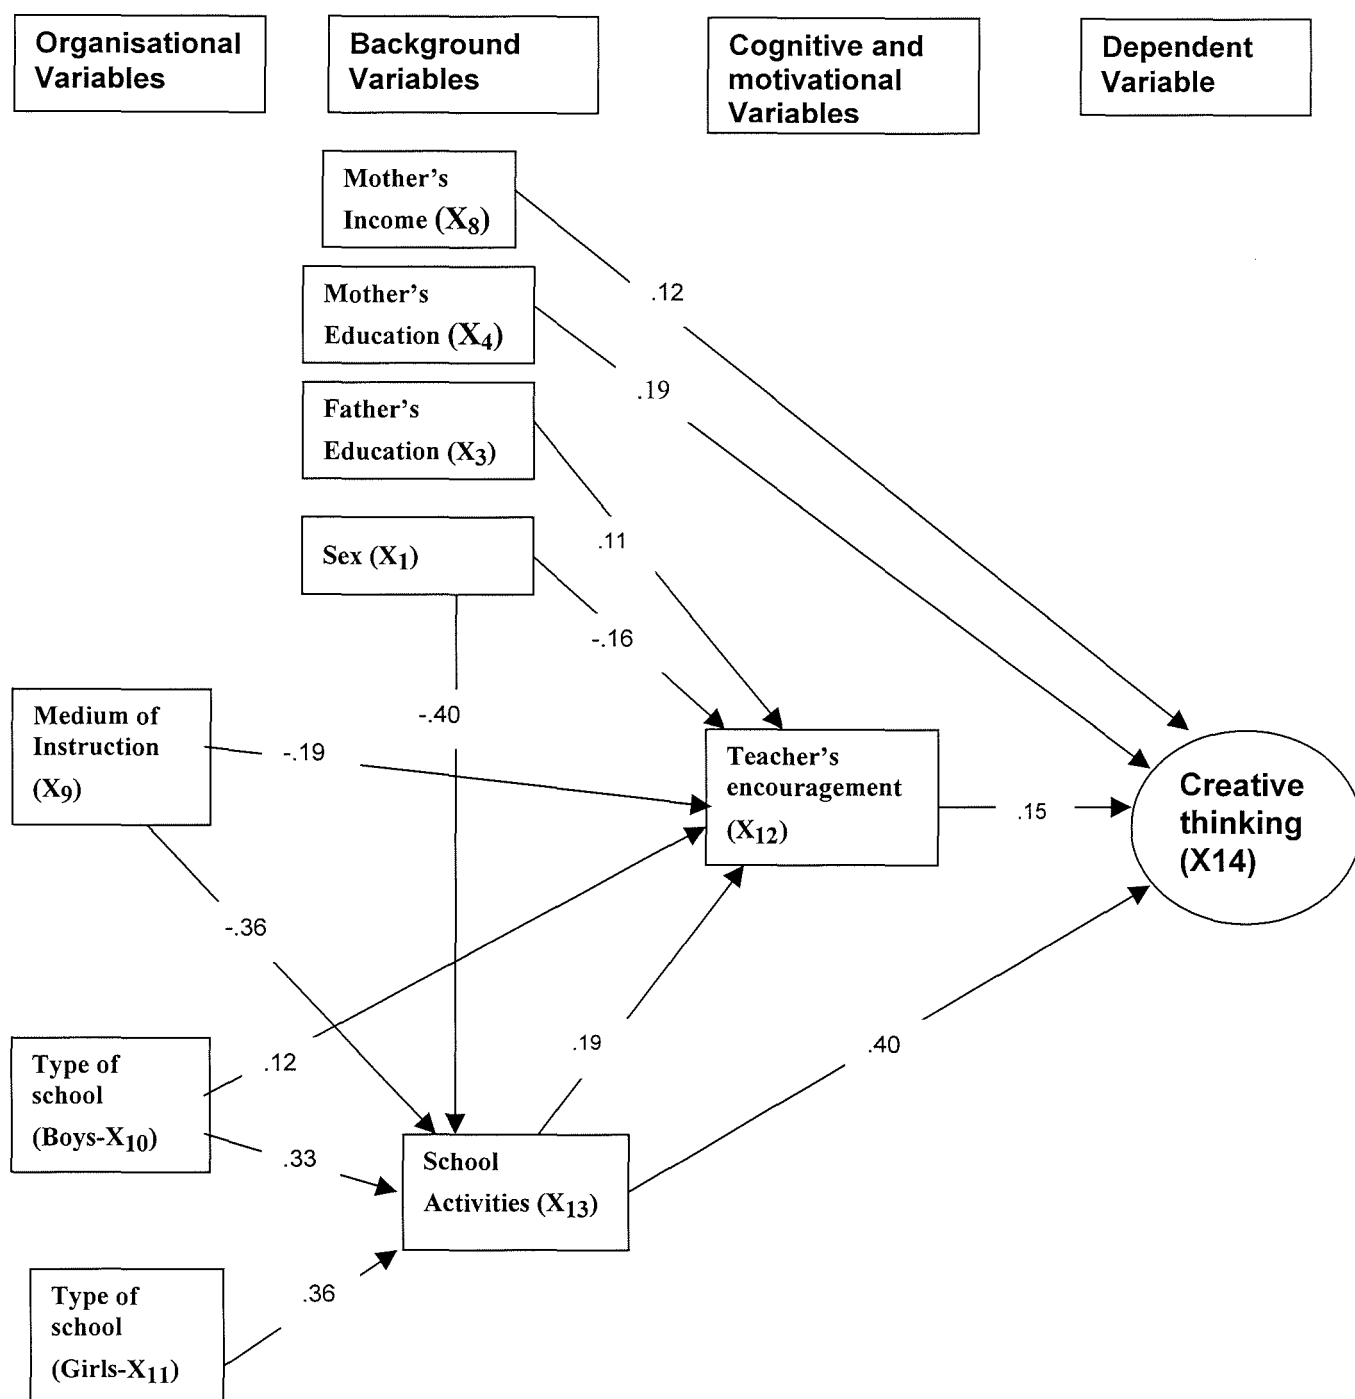 Organisational
Variables
Background
Variables
Cognitive and
motivational
Variables
Dependent
Variable
Mother's
Income (X8)
.12
Mother's
Education (X4)
.19
Father's
Education (X3)
.11
Sex (X1)
-.16
-.40
Medium of
Instruction
(X9)
-.19
Teacher's
encouragement
(X12)
.15
Creative
thinking
(X14)
-.36
Type of
school
(Boys-X10)
.12
.33
.19
.40
School
Activities (X13)
Type of
school
(Girls-X11)
.36